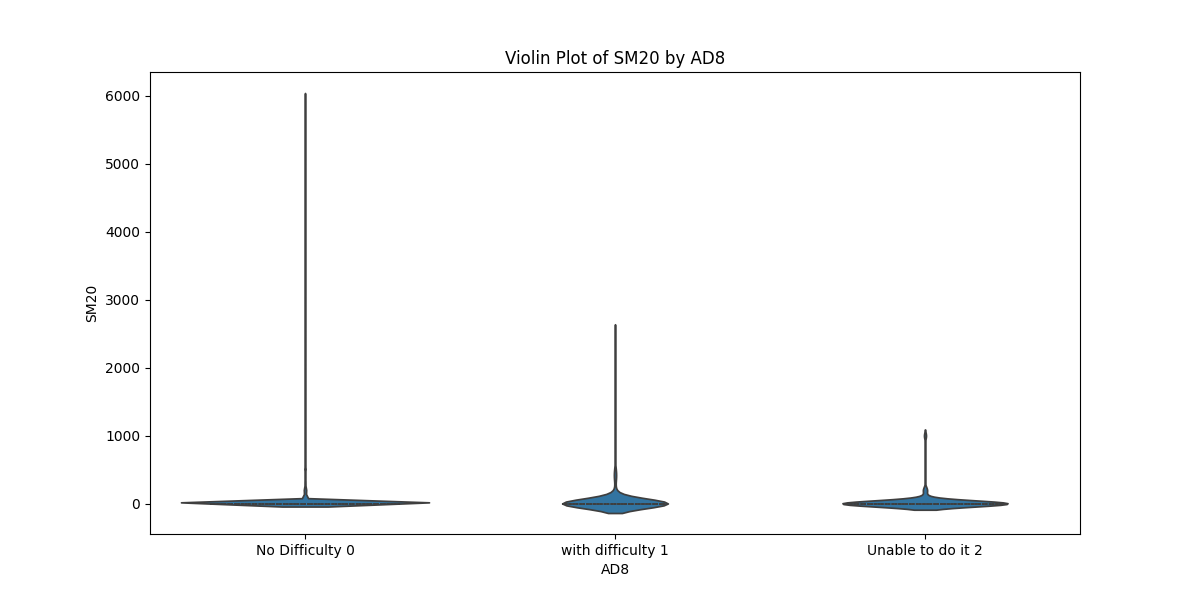 Violin Plot of SM20 by AD8
6000
5000
4000
3000
2000
1000
0
SM20
No Difficulty 0
with difficulty 1
Unable to do it 2
AD8